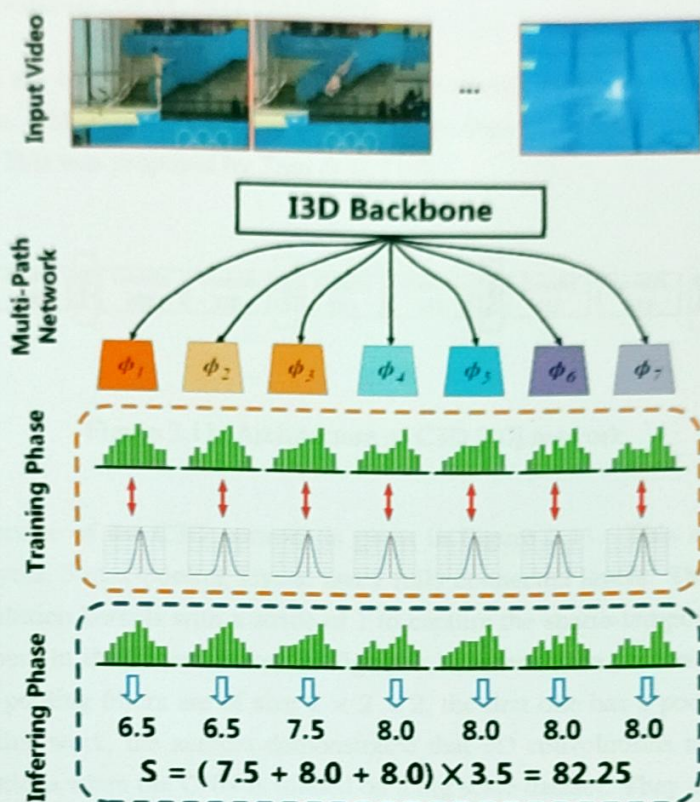 Input Video
...
I3D Backbone
Multi-Path
Network
ϕ1 ϕ2 ϕ3 ϕ4 ϕ5 ϕ6 ϕ7
Training Phase
Inferring Phase
6.5 6.5 7.5 8.0 8.0 8.0 8.0
S = ( 7.5 + 8.0 + 8.0) × 3.5 = 82.25